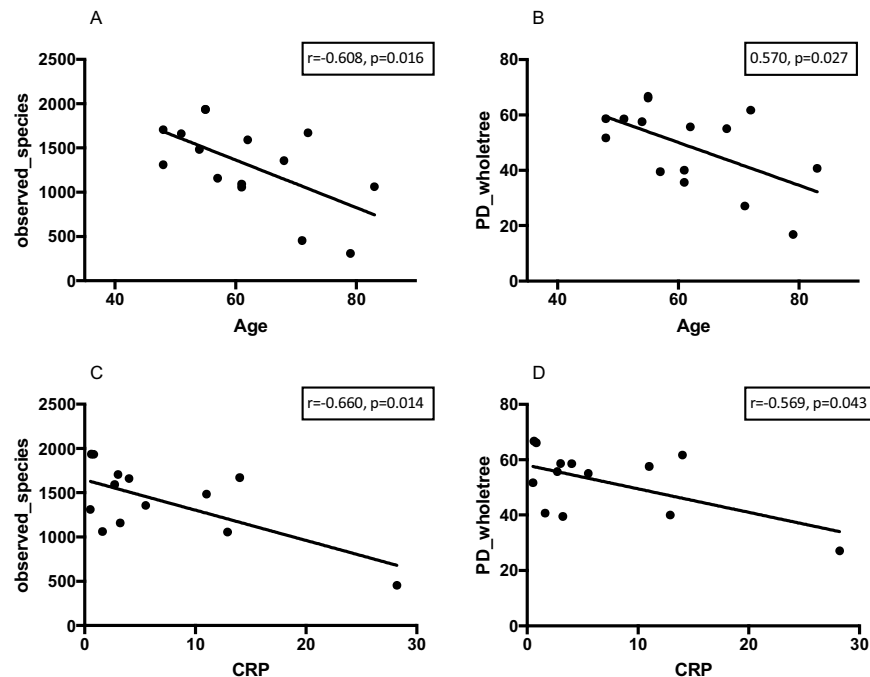 A
r=-0.608, p=0.016
observed_species
2500
2000
1500
1000
500
0
40
60
80
Age
B
0.570, p=0.027
PD_wholetree
80
60
40
20
0
40
60
80
Age
C
r=-0.660, p=0.014
observed_species
2500
2000
1500
1000
500
0
0
10
20
30
CRP
D
r=-0.569, p=0.043
PD_wholetree
80
60
40
20
0
0
10
20
30
CRP